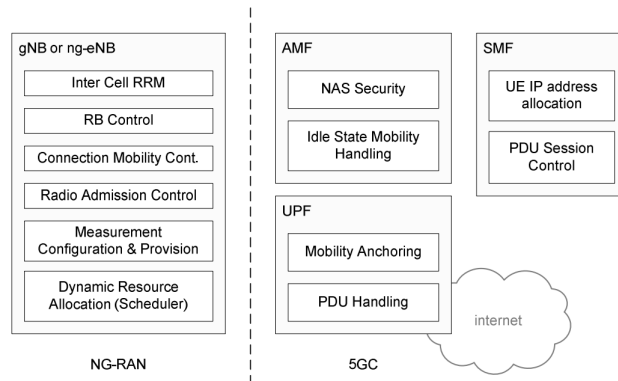 gNB or ng-eNB
Inter Cell RRM
RB Control
Connection Mobility Cont.
Radio Admission Control
Measurement
Configuration & Provision
Dynamic Resource
Allocation (Scheduler)
NG-RAN
AMF
NAS Security
Idle State Mobility
Handling
SMF
UE IP address
allocation
PDU Session
Control
UPF
Mobility Anchoring
PDU Handling
internet
5GC